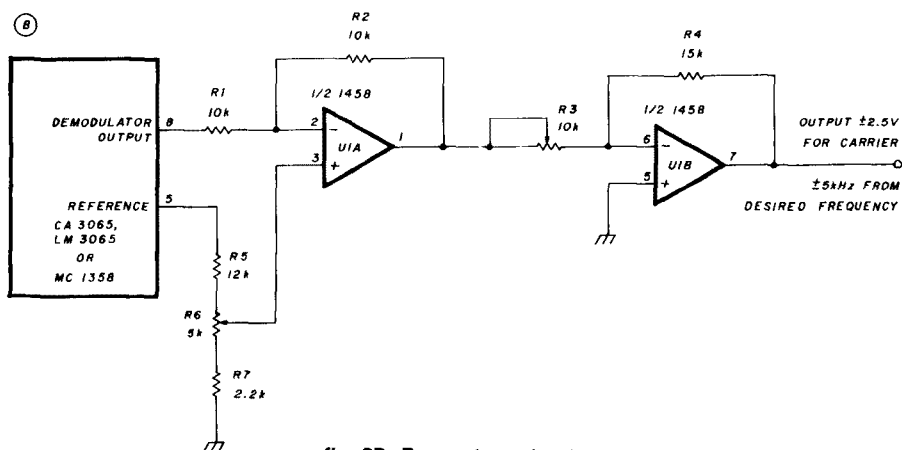 B
R2
10k
R4
15k
R1
10k
1/2 1458
R3
10k
1/2 1458
DEMODULATOR
OUTPUT
8
2
-
3
+
U1A
1
6
-
5
+
U1B
7
OUTPUT ±2.5V
FOR CARRIER
±5kHz FROM
DESIRED FREQUENCY
REFERENCE
5
CA 3065,
LM 3065
OR
MC 1358
R5
12k
R6
5k
R7
2.2k